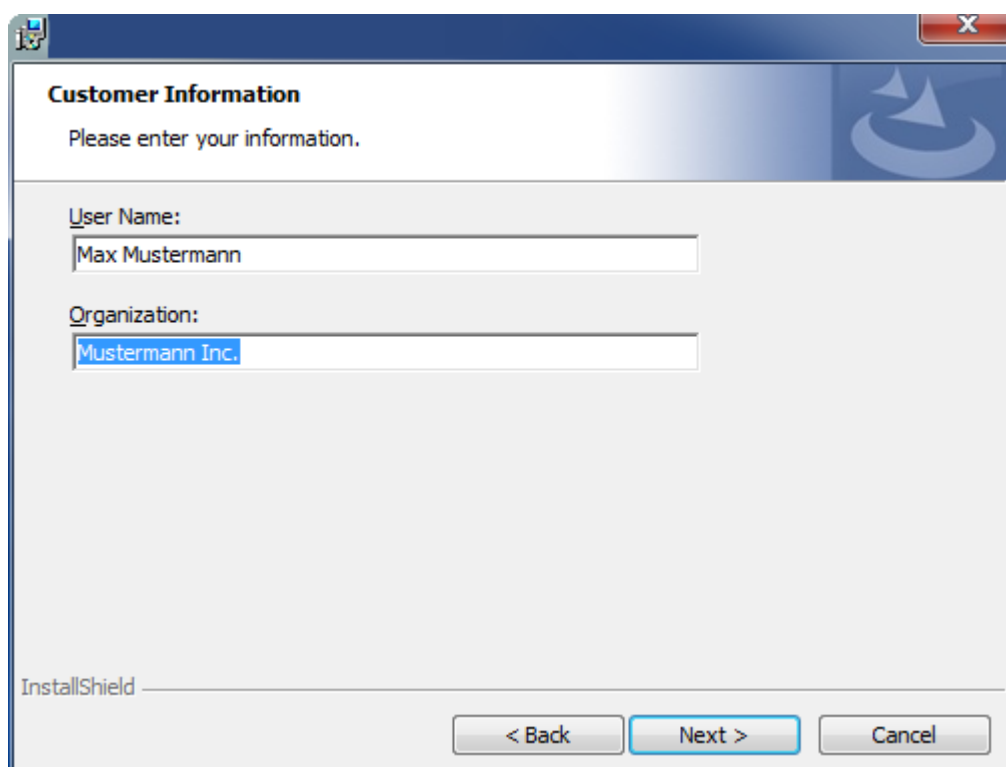 Customer Information
Please enter your information.
User Name:
Max Mustermann
Organization:
Mustermann Inc.
InstallShield
< Back
Next >
Cancel